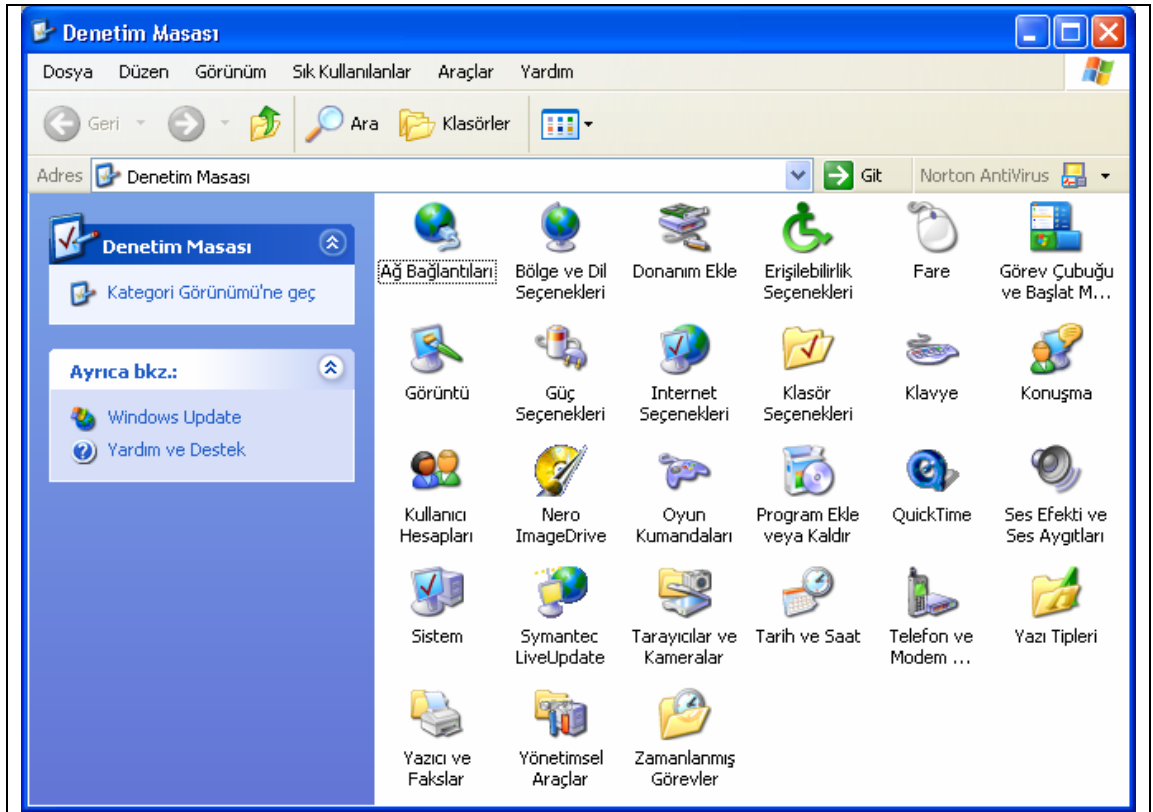 Denetim Masası
Dosya Düzen Görünüm Sık Kullanılanlar Araçlar Yardım
Geri Ara Klasörler
Adres Denetim Masası Git Norton AntiVirus
Denetim Masası
Kategori Görünümü'ne geç
Ayrıca bkz.:
Windows Update
Yardım ve Destek
Ağ Bağlantıları
Bölge ve Dil
Seçenekleri
Donanım Ekle
Erişilebilirlik
Seçenekleri
Fare
Görev Çubuğu
ve Başlat M...
Görüntü
Güç
Seçenekleri
Internet
Seçenekleri
Klasör
Seçenekleri
Klavye
Konuşma
Kullanıcı
Hesapları
Nero
ImageDrive
Oyun
Kumandaları
Program Ekle
veya Kaldır
QuickTime
Ses Efekti ve
Ses Aygıtları
Sistem
Symantec
LiveUpdate
Tarayıcılar ve
Kameralar
Tarih ve Saat
Telefon ve
Modem ...
Yazı Tipleri
Yazıcı ve
Fakslar
Yönetimsel
Araçlar
Zamanlanmış
Görevler